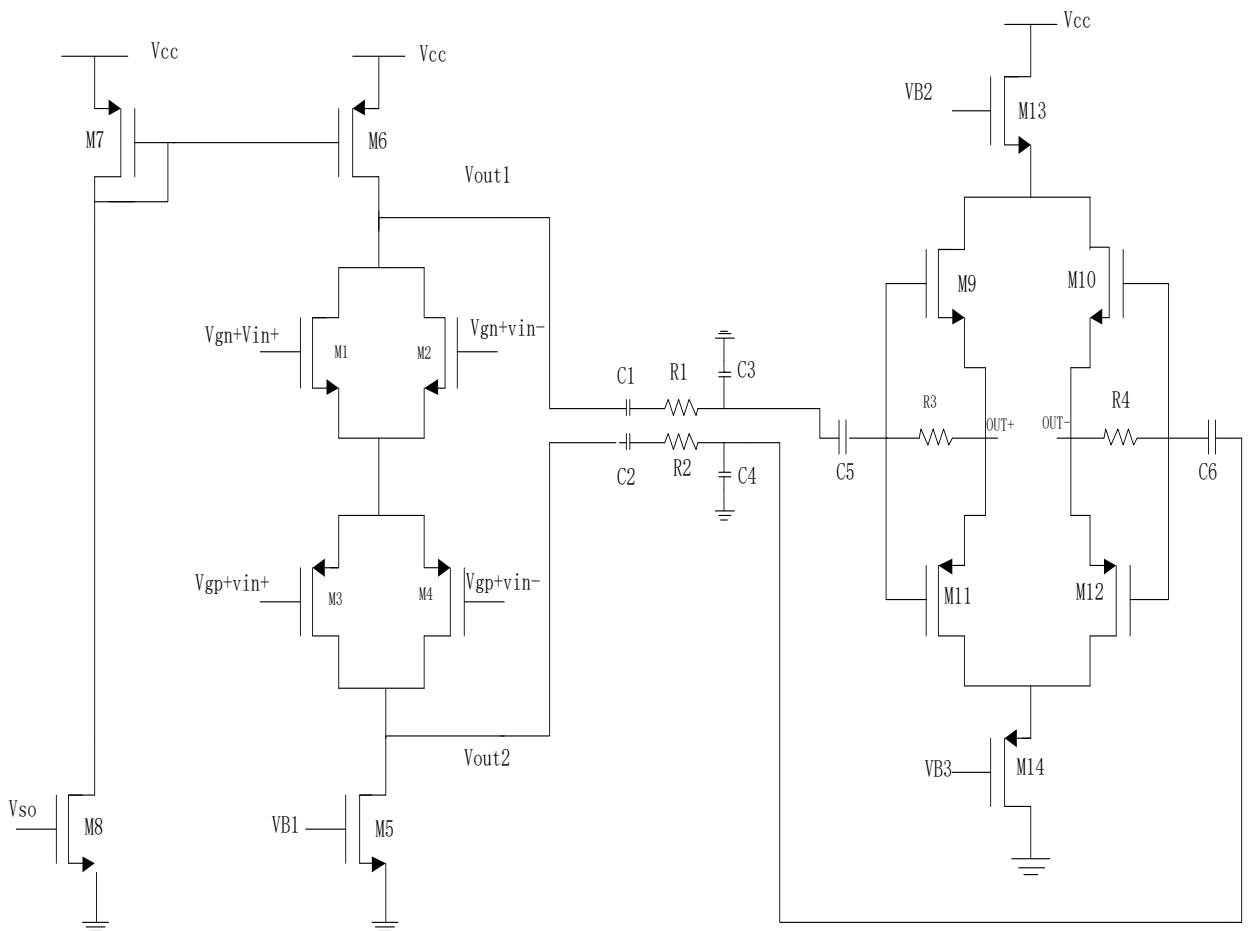 Vcc
Vcc
Vcc
VB2
M13
M7
M6
Vout1
M9
M10
Vgn+Vin+
Vgn+vin-
M1
M2
C1
R1
C3
R3
R4
OUT+
OUT-
C2
R2
C4
C5
C6
Vgp+vin+
Vgp+vin-
M3
M4
M11
M12
Vout2
VB3
M14
Vso
M8
VB1
M5